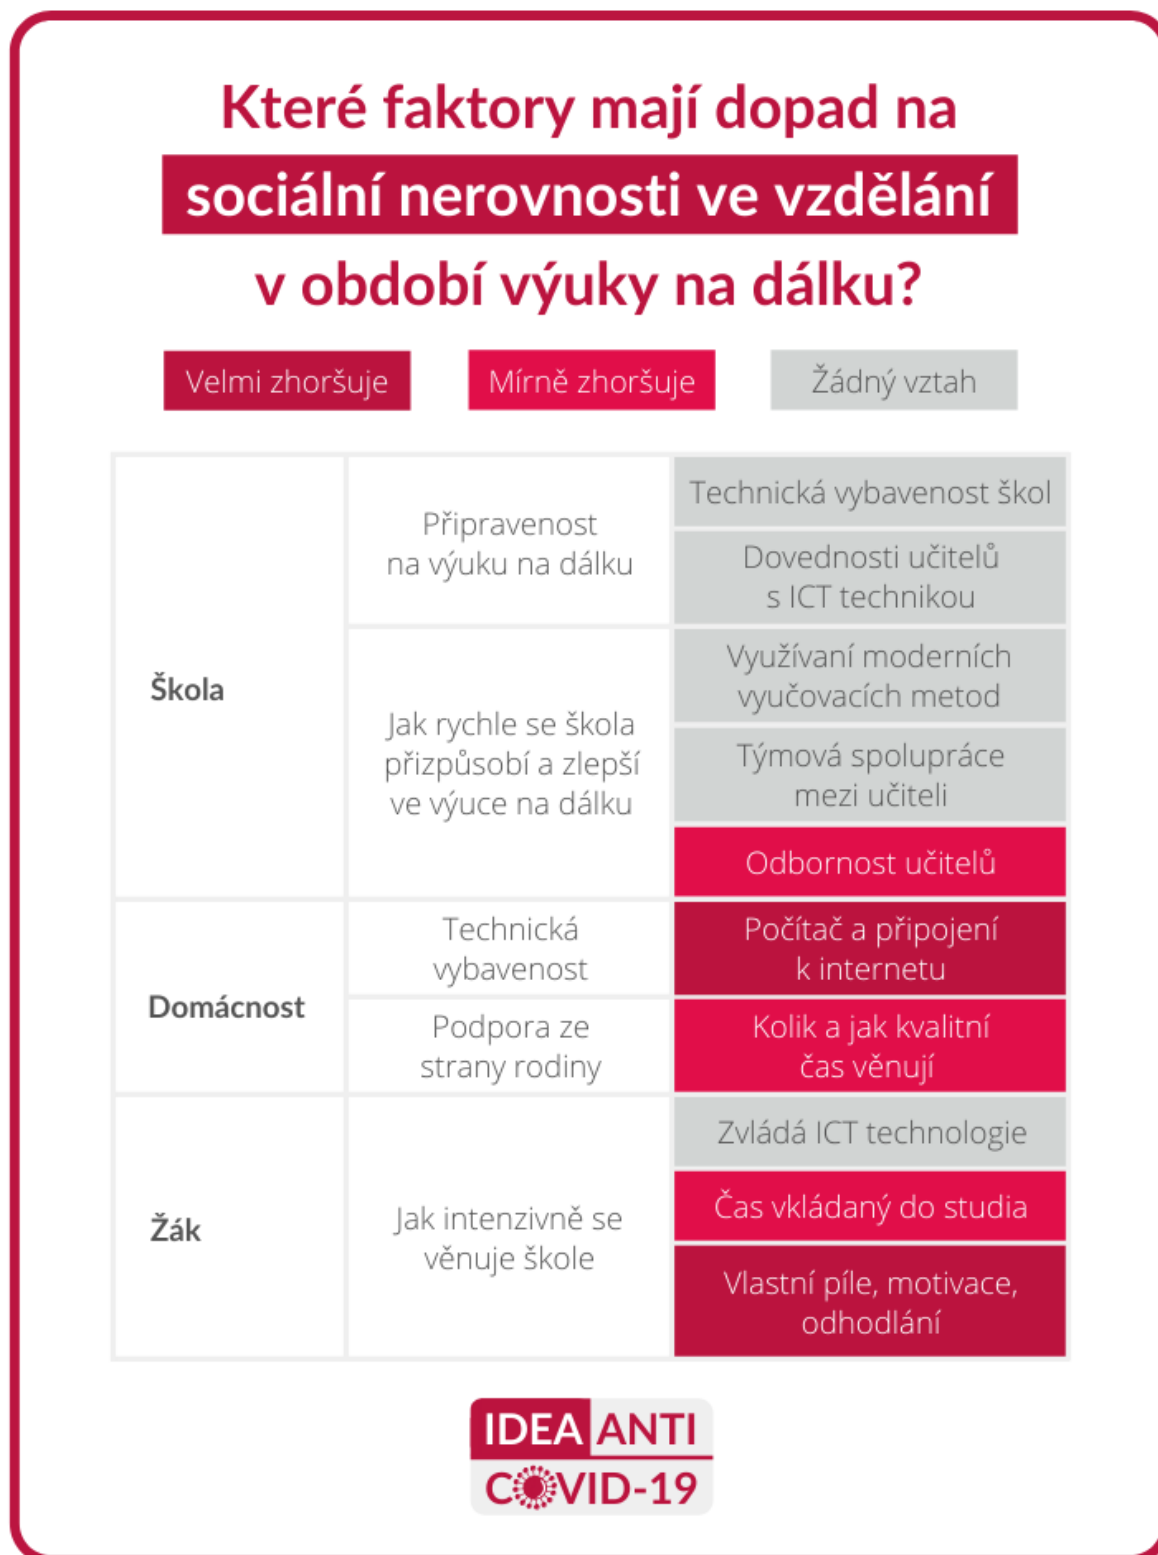 Které faktory mají dopad na
sociální nerovnosti ve vzdělání
v období výuky na dálku?
Velmi zhoršuje
Mírně zhoršuje
Žádný vztah
Škola
Připravenost
na výuku na dálku
Technická vybavenost škol
Dovednosti učitelů
s ICT technikou
Jak rychle se škola
přizpůsobí a zlepší
ve výuce na dálku
Využívaní moderních
vyučovacích metod
Týmová spolupráce
mezi učiteli
Odbornost učitelů
Domácnost
Technická
vybavenost
Počítač a připojení
k internetu
Podpora ze
strany rodiny
Kolik a jak kvalitní
čas věnují
Žák
Jak intenzivně se
věnuje škole
Zvládá ICT technologie
Čas vkládaný do studia
Vlastní píle, motivace,
odhodlání
IDEA ANTI
COVID-19